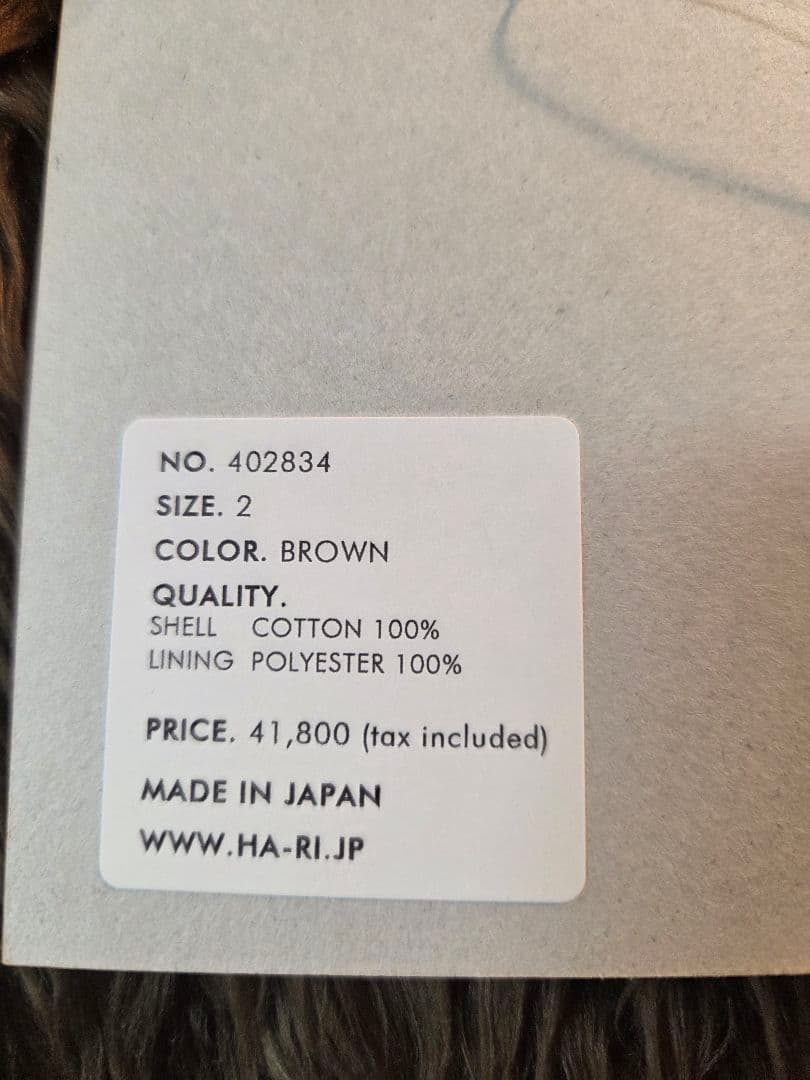 NO. 402834
SIZE. 2
COLOR. BROWN
QUALITY.
SHELL COTTON 100%
LINING POLYESTER 100%
PRICE. 41,800 (tax included)
MADE IN JAPAN
WWW.HA-RI.JP